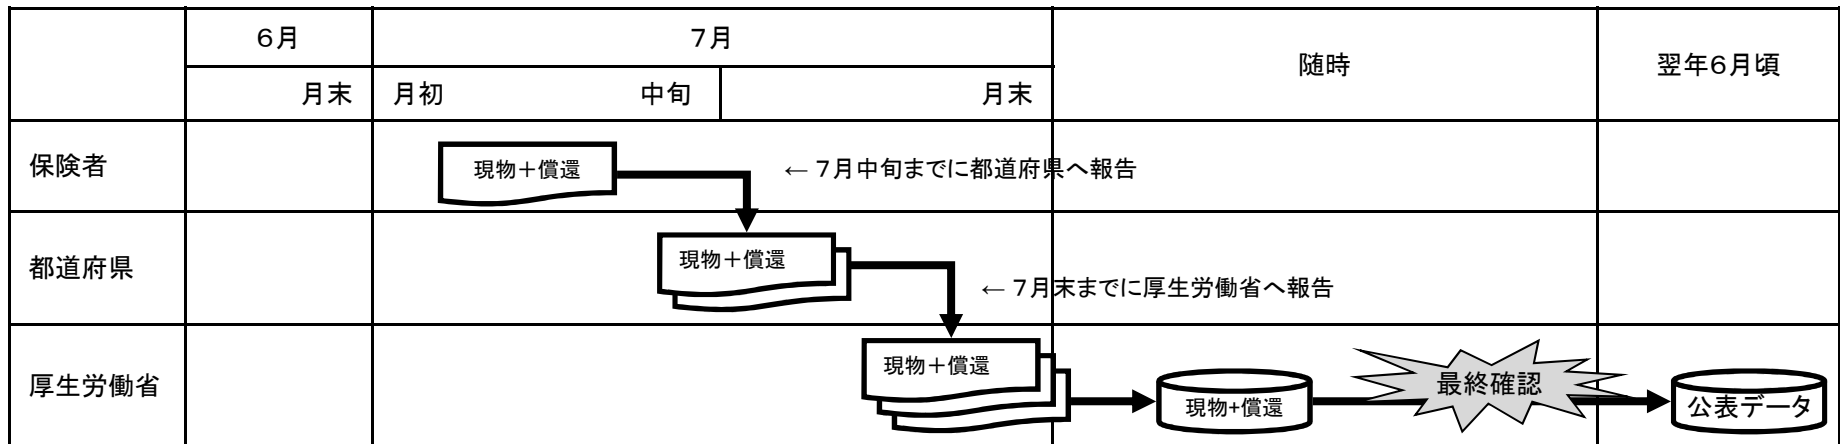 ６月
７月
随時
翌年６月頃
月末
月初
中旬
月末
保険者
現物＋償還
← ７月中旬までに都道府県へ報告
都道府県
現物＋償還
← ７月末までに厚生労働省へ報告
厚生労働省
現物＋償還
現物+償還
最終確認
公表データ